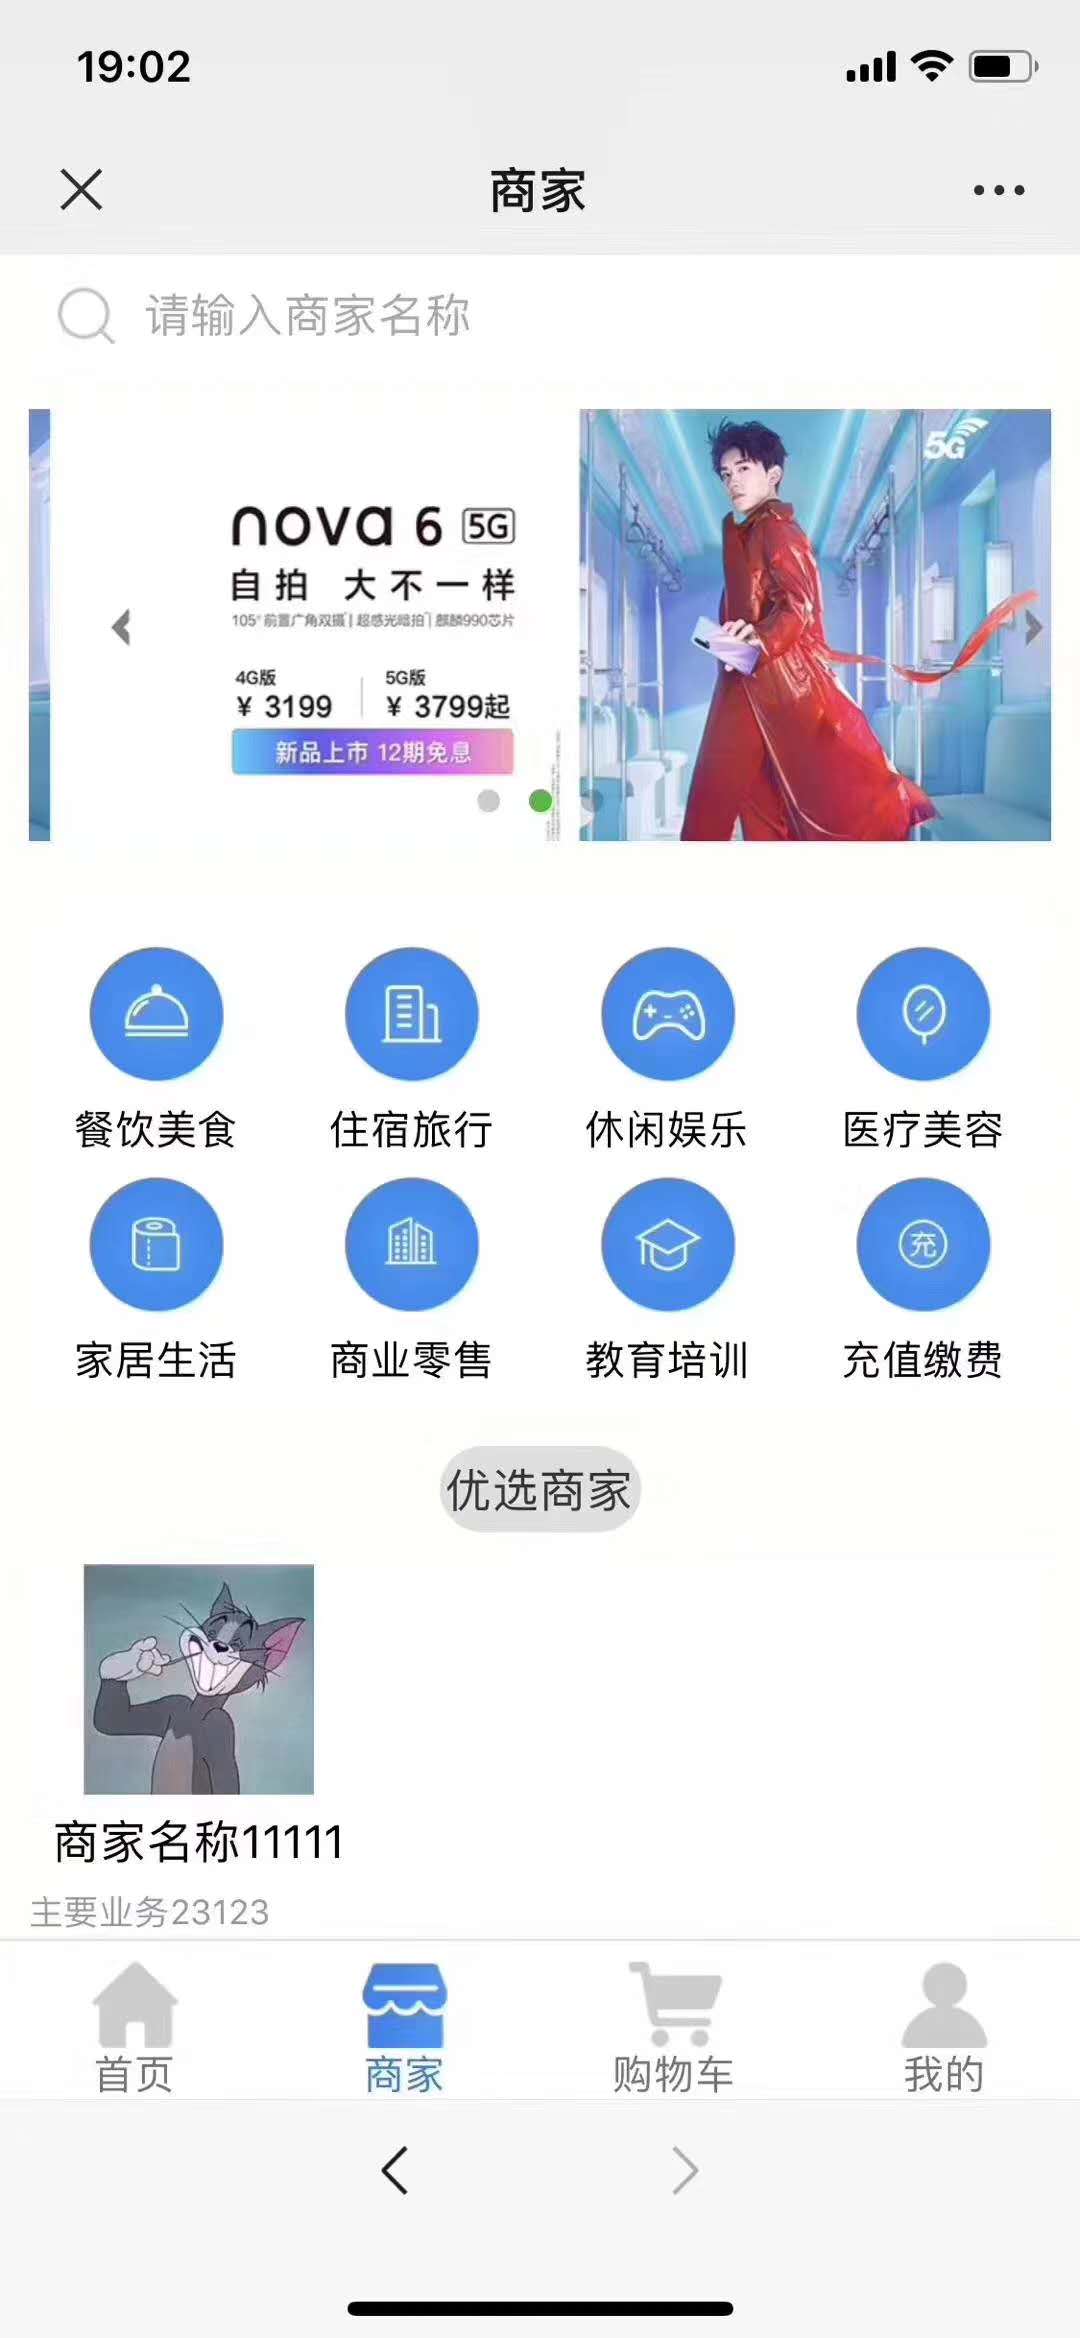 19:02
商家
请输入商家名称
5G
nova 6 5G
自拍 大不一样
105°前置广角双摄 | 超感光暗拍 | 麒麟990芯片
4G版 5G版
¥ 3199 ¥ 3799起
新品上市 12期免息
餐饮美食 住宿旅行 休闲娱乐 医疗美容
充
家居生活 商业零售 教育培训 充值缴费
优选商家
商家名称11111
主要业务23123
首页 商家 购物车 我的